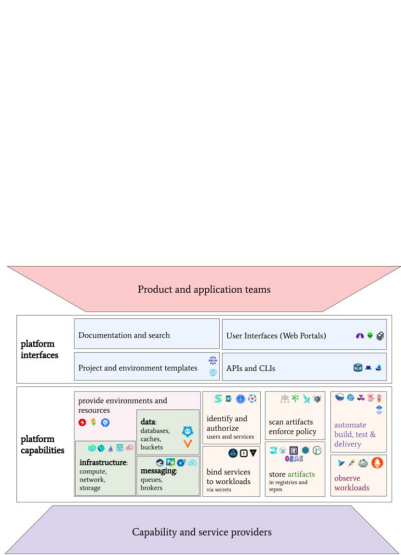 Product and application teams
platform
interfaces
Documentation and search
User Interfaces (Web Portals)
Project and environment templates
APIs and CLIs
platform
capabilities
provide environments and
resources
data:
databases,
caches,
buckets
infrastructure:
compute,
network,
storage
messaging:
queues,
brokers
identify and
authorize
users and services
bind services
to workloads
via secrets
scan artifacts
enforce policy
store artifacts
in registries and
repos
automate
build, test &
delivery
observe
workloads
Capability and service providers